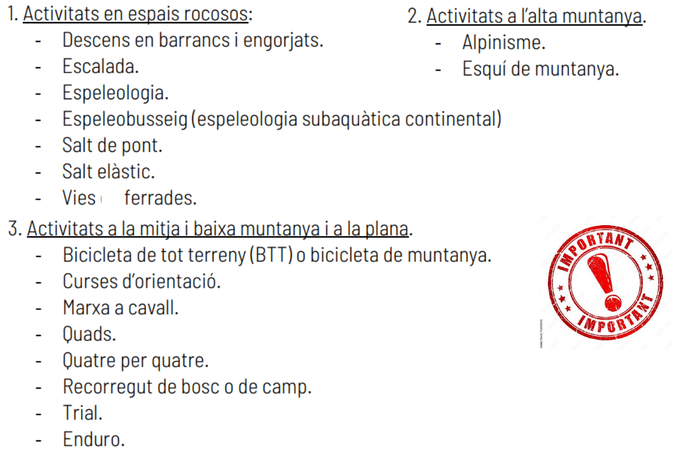 1. Activitats en espais rocosos:
- Descens en barrancs i engorjats.
- Escalada.
- Espeleologia.
- Espeleobusseig (espeleologia subaquàtica continental)
- Salt de pont.
- Salt elàstic.
- Vies ferrades.
2. Activitats a l’alta muntanya.
- Alpinisme.
- Esquí de muntanya.
3. Activitats a la mitja i baixa muntanya i a la plana.
- Bicicleta de tot terreny (BTT) o bicicleta de muntanya.
- Curses d’orientació.
- Marxa a cavall.
- Quads.
- Quatre per quatre.
- Recorregut de bosc o de camp.
- Trial.
- Enduro.
IMPORTANT
IMPORTANT